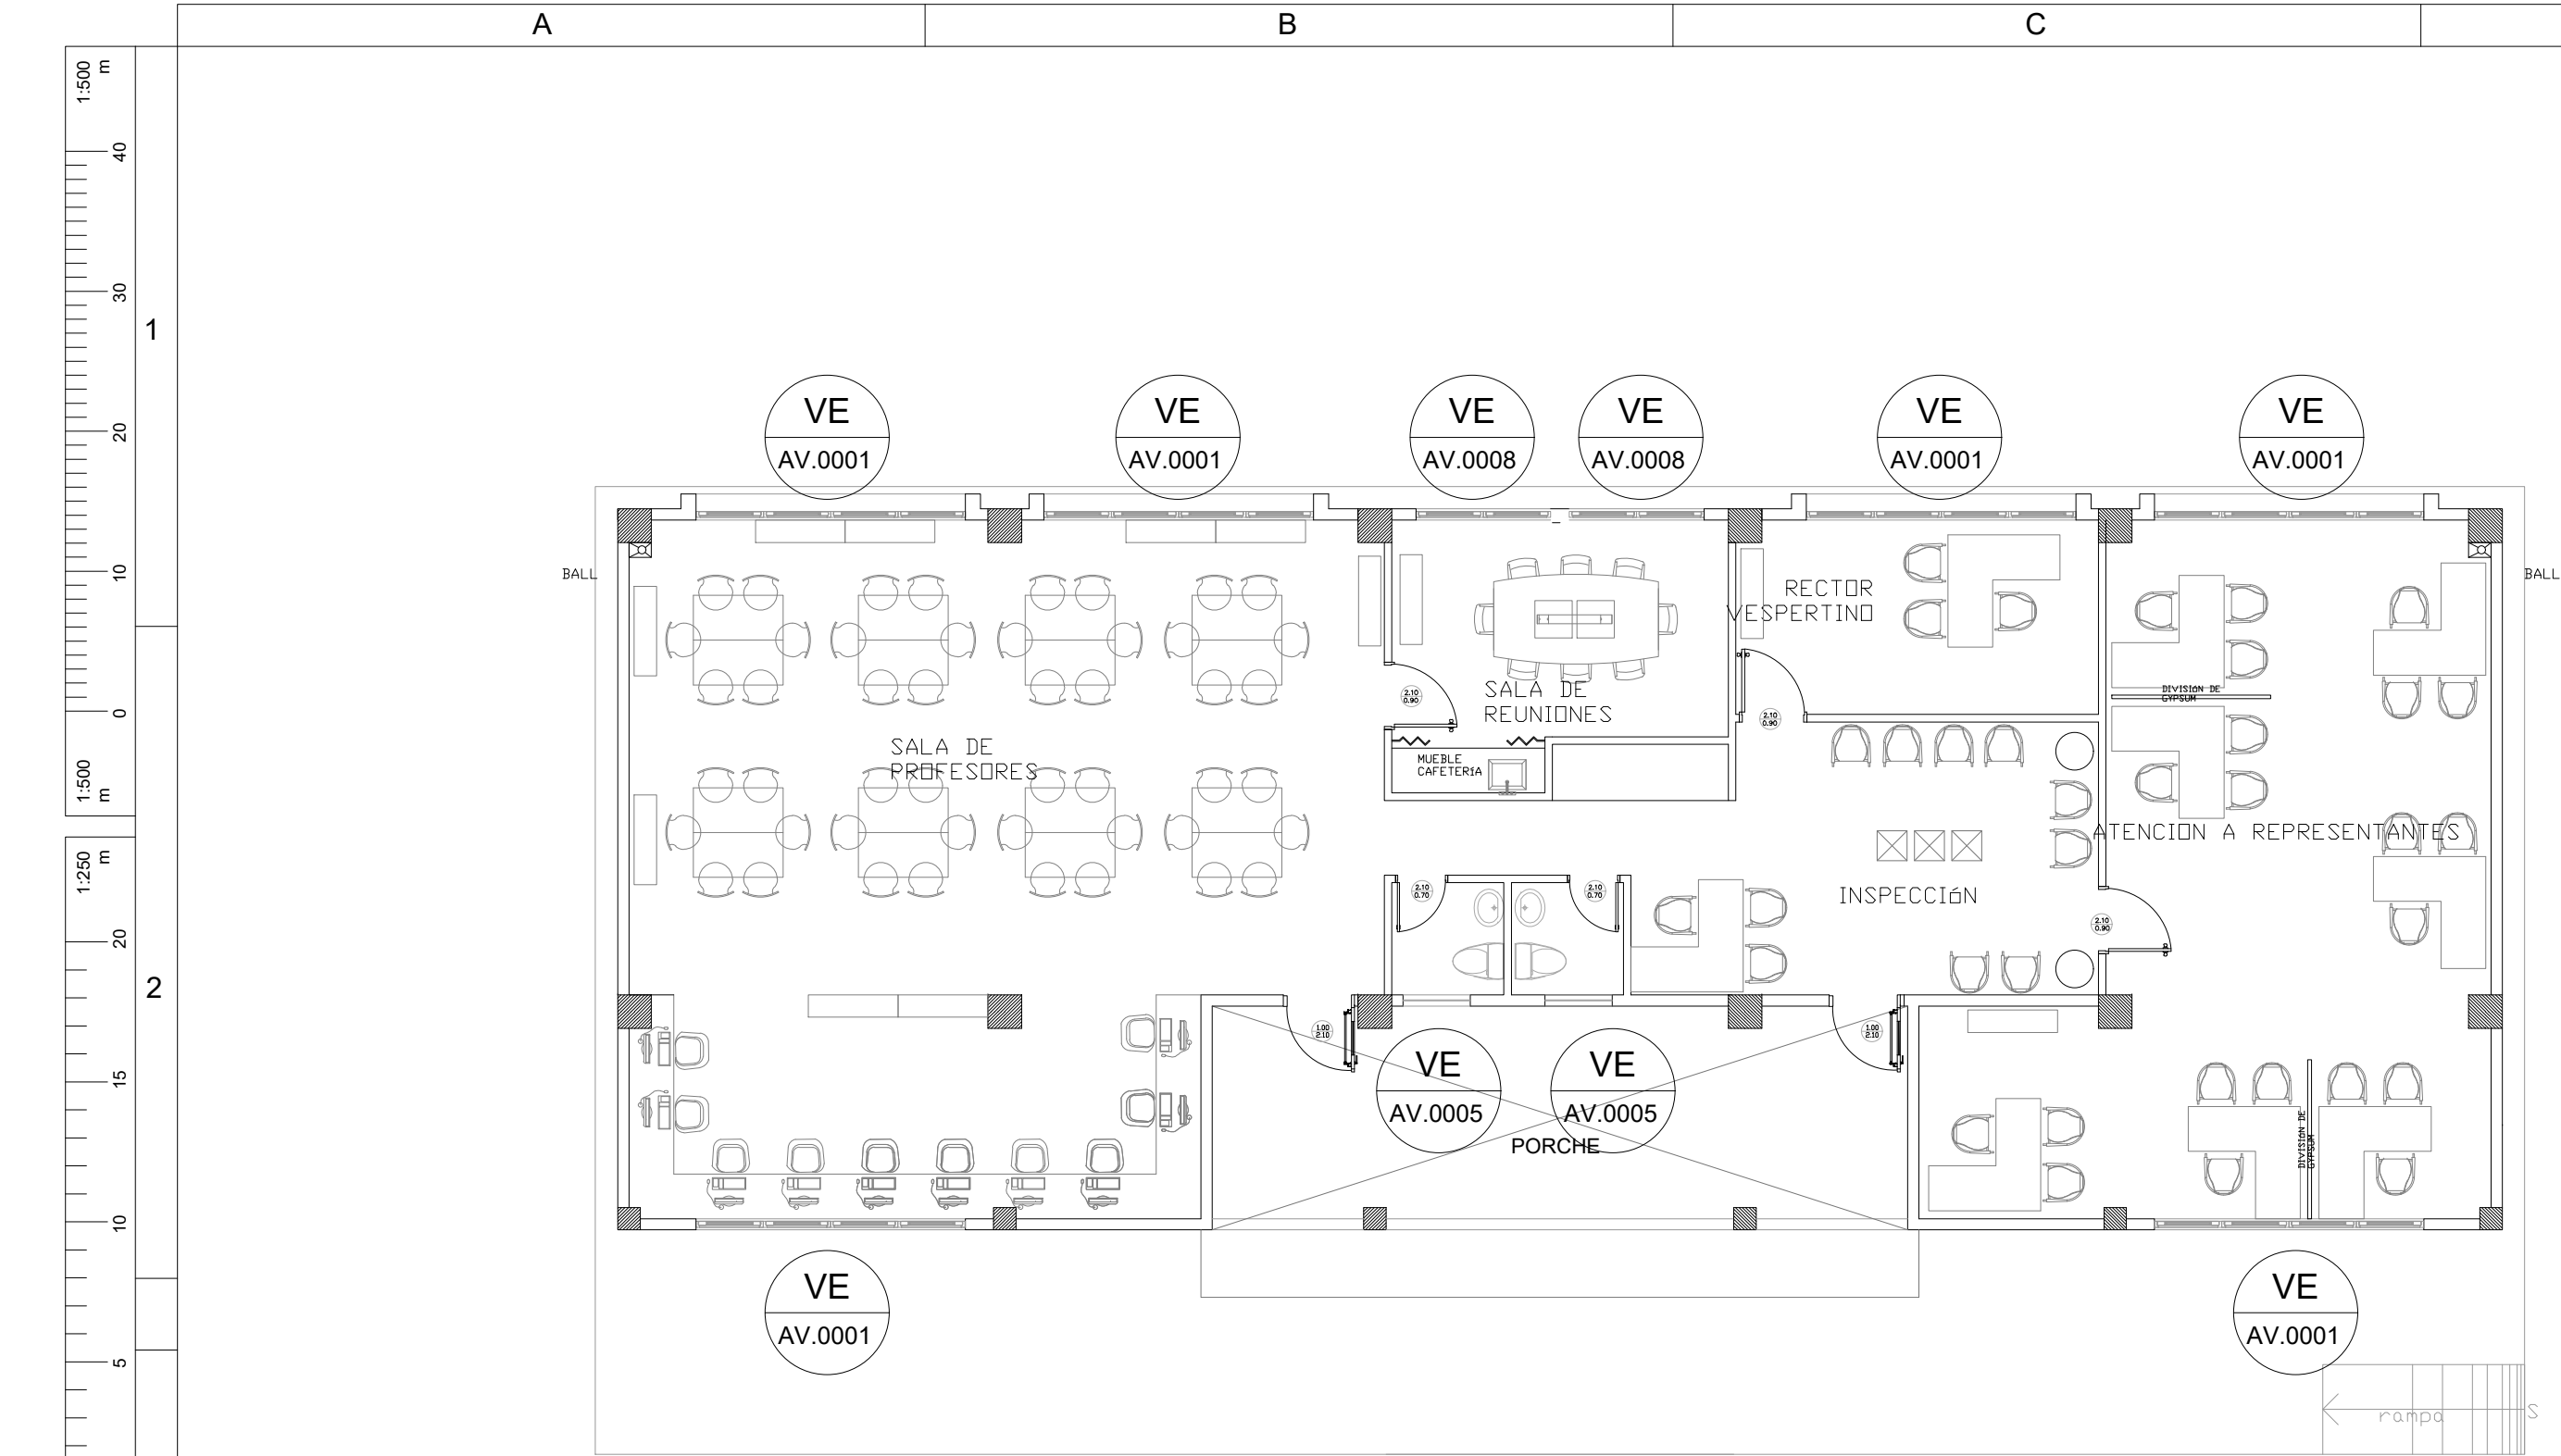 A
B
C
1:500
m
40
30
20
10
0
1:500
m
1:250
m
20
15
10
5
1
2
VE
AV.0001
VE
AV.0001
VE
AV.0008
VE
AV.0008
VE
AV.0001
VE
AV.0001
BALL
BALL
RECTOR
VESPERTINO
SALA DE
REUNIONES
2.10
0.90
2.10
0.90
DIVISIóN DE
GYPSUM
SALA DE
PROFESORES
MUEBLE
CAFETERíA
ATENCION A REPRESENTANTES
INSPECCIóN
2.10
0.70
2.10
0.70
2.10
0.90
1.00
2.10
1.00
2.10
VE
AV.0005
VE
AV.0005
PORCHE
DIVISIóN DE
GYPSUM
VE
AV.0001
VE
AV.0001
rampa
S